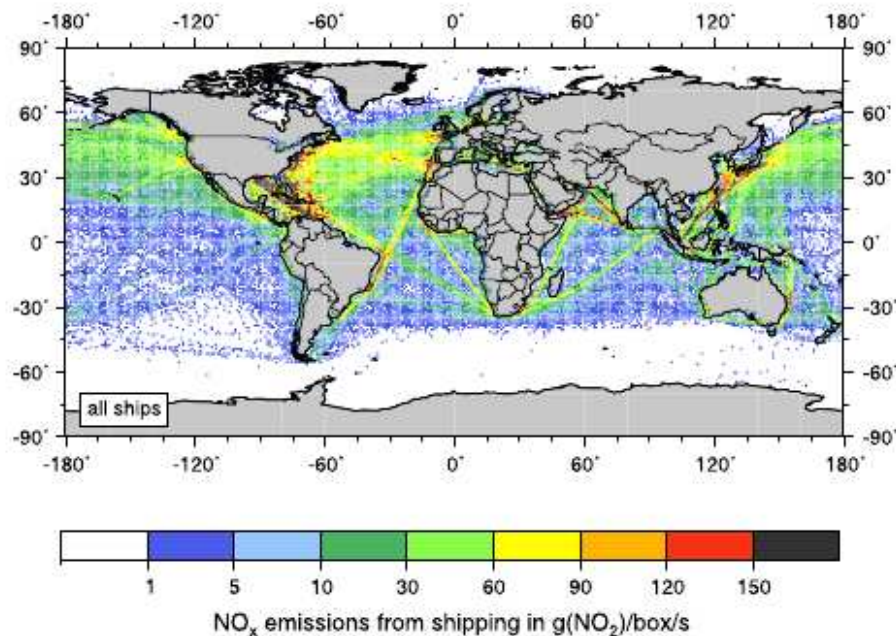 -180˚ -120˚ -60˚ 0˚ 60˚ 120˚ 180˚
90˚ 90˚
60˚ 60˚
30˚ 30˚
0˚ 0˚
-30˚ -30˚
-60˚ -60˚
all ships
-90˚ -90˚
-180˚ -120˚ -60˚ 0˚ 60˚ 120˚ 180˚
1 5 10 30 60 90 120 150
NOₓ emissions from shipping in g(NO₂)/box/s